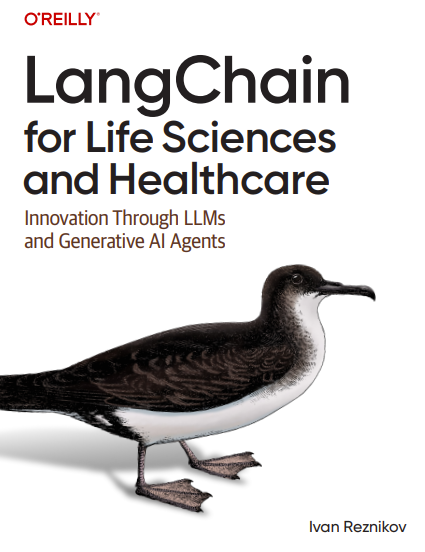 O'REILLY®
LangChain
for Life Sciences
and Healthcare
Innovation Through LLMs
and Generative AI Agents
Ivan Reznikov